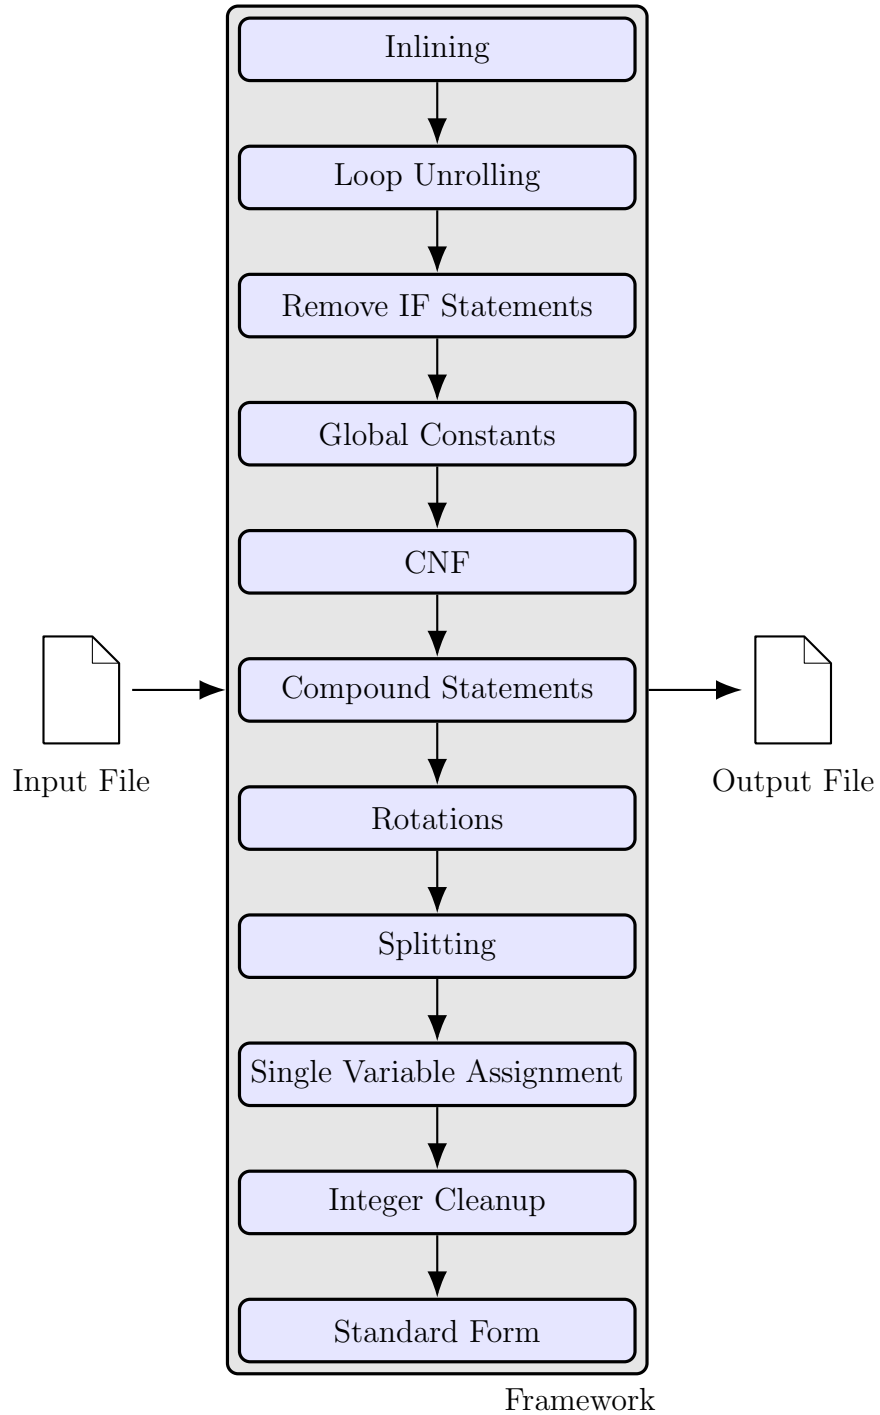 Inlining
Loop Unrolling
Remove IF Statements
Global Constants
CNF
Compound Statements
Input File
Output File
Rotations
Splitting
Single Variable Assignment
Integer Cleanup
Standard Form
Framework